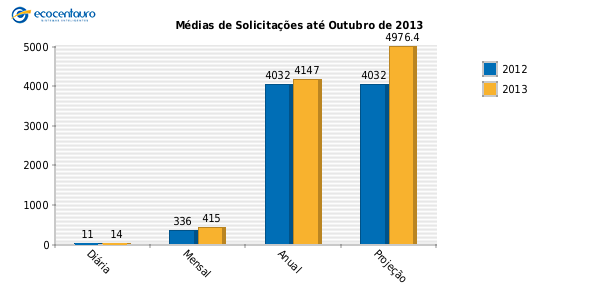 ecocentauro
Médias de Solicitações até Outubro de 2013
4976.4
5000
4032 4147 4032
4000
3000
2000
1000
336 415
11 14
0
Diária
Mensal
Anual
Projeção
2012
2013